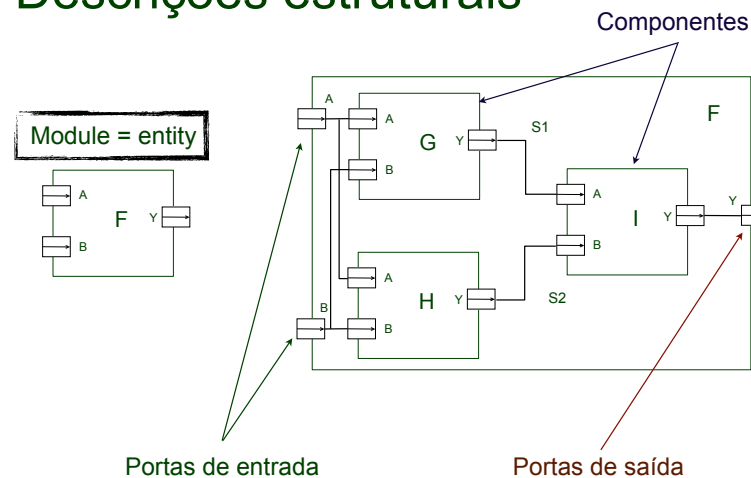 Descrições estruturais
Componentes
Module = entity
A
B
F
Y
A
B
F
A
B
G
Y
S1
A
B
H
Y
S2
A
B
I
Y
Y
Portas de entrada
Portas de saída